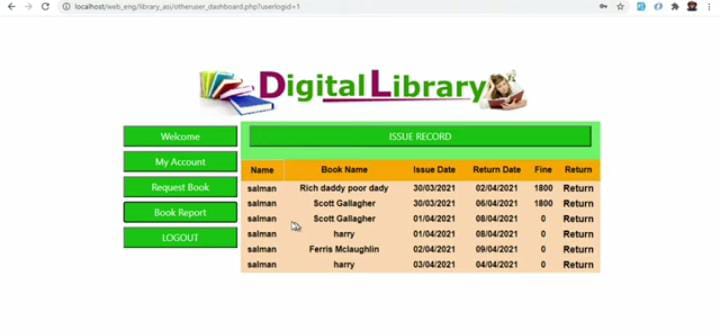 localhost/web_eng/library_asi/otheruser_dashboard.php?userlogid=1
Digital Library
Welcome
My Account
Request Book
Book Report
LOGOUT
ISSUE RECORD
Name Book Name Issue Date Return Date Fine Return
salman Rich daddy poor dady 30/03/2021 02/04/2021 1800 Return
salman Scott Gallagher 30/03/2021 06/04/2021 1800 Return
salman Scott Gallagher 01/04/2021 08/04/2021 0 Return
salman harry 01/04/2021 08/04/2021 0 Return
salman Ferris Mclaughlin 02/04/2021 09/04/2021 0 Return
salman harry 03/04/2021 04/04/2021 0 Return